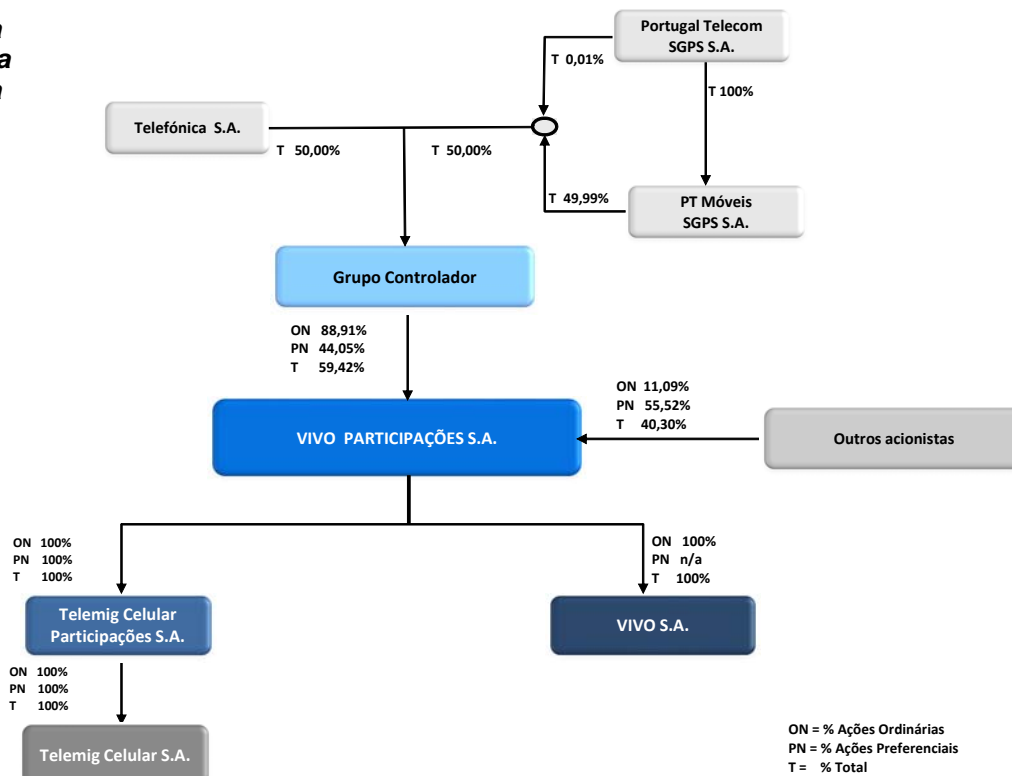 Portugal Telecom
SGPS S.A.
T 0,01%
T 100%
Telefónica S.A.
T 50,00%
T 50,00%
T 49,99%
PT Móveis
SGPS S.A.
Grupo Controlador
ON 88,91%
PN 44,05%
T 59,42%
ON 11,09%
PN 55,52%
T 40,30%
VIVO PARTICIPAÇÕES S.A.
Outros acionistas
ON 100%
PN 100%
T 100%
ON 100%
PN n/a
T 100%
Telemig Celular
Participações S.A.
VIVO S.A.
ON 100%
PN 100%
T 100%
Telemig Celular S.A.
ON = % Ações Ordinárias
PN = % Ações Preferenciais
T = % Total